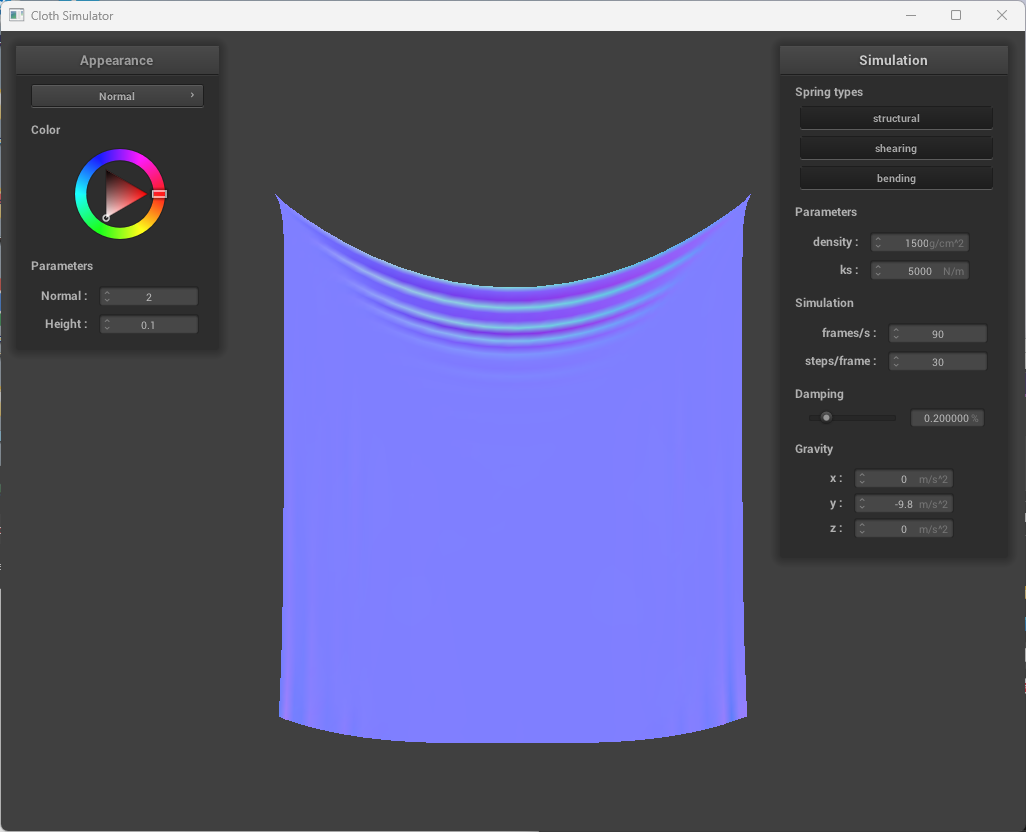 Cloth Simulator
Appearance
Normal
Color
Parameters
Normal : 2
Height : 0.1
Simulation
Spring types
structural
shearing
bending
Parameters
density : 1500g/cm^2
ks : 5000 N/m
Simulation
frames/s : 90
steps/frame : 30
Damping
0.200000 %
Gravity
x : 0 m/s^2
y : -9.8 m/s^2
z : 0 m/s^2